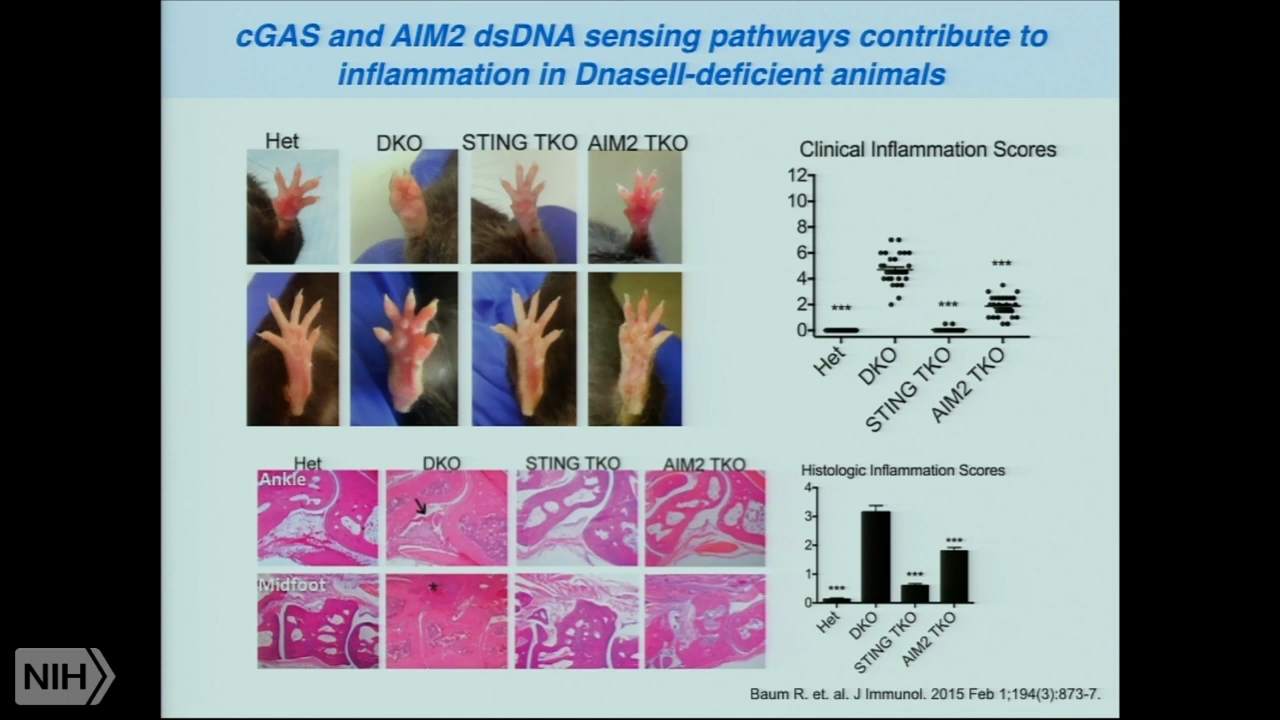 cGAS and AIM2 dsDNA sensing pathways contribute to
inflammation in DnaseII-deficient animals
Het
DKO
STING TKO
AIM2 TKO
Clinical Inflammation Scores
12
10
8
6
4
2
0
***
***
***
Het
DKO
STING TKO
AIM2 TKO
Het
DKO
STING TKO
AIM2 TKO
Ankle
Midfoot
*
Histologic Inflammation Scores
4
3
2
1
0
***
***
***
Het
DKO
STING TKO
AIM2 TKO
NIH
Baum R. et. al. J Immunol. 2015 Feb 1;194(3):873-7.